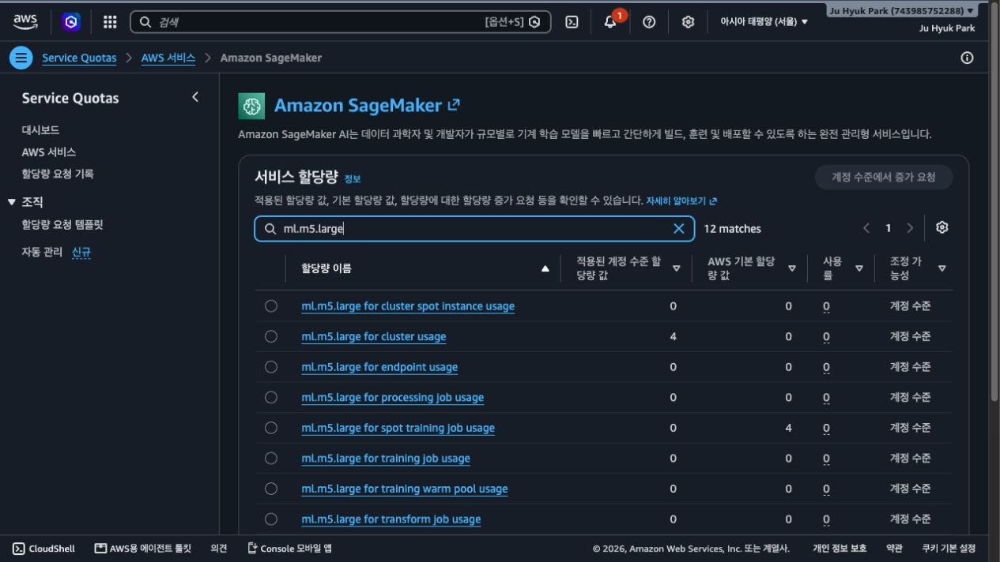 aws
검색
[옵션+S]
1
아시아 태평양 (서울) ▼
Ju Hyuk Park (743985752288) ▼
Ju Hyuk Park
Service Quotas > AWS 서비스 > Amazon SageMaker
Service Quotas
대시보드
AWS 서비스
할당량 요청 기록
▼ 조직
할당량 요청 템플릿
자동 관리 신규
Amazon SageMaker
Amazon SageMaker AI는 데이터 과학자 및 개발자가 규모별로 기계 학습 모델을 빠르고 간단하게 빌드, 훈련 및 배포할 수 있도록 하는 완전 관리형 서비스입니다.
서비스 할당량 정보
계정 수준에서 증가 요청
적용된 할당량 값, 기본 할당량 값, 할당량에 대한 할당량 증가 요청 등을 확인할 수 있습니다. 자세히 알아보기
ml.m5.large
12 matches
< 1 >
할당량 이름
적용된 계정 수준 할
당량 값
AWS 기본 할당
량 값
사용
률
조정 가
능성
ml.m5.large for cluster spot instance usage 0 0 0 계정 수준
ml.m5.large for cluster usage 4 0 0 계정 수준
ml.m5.large for endpoint usage 0 0 0 계정 수준
ml.m5.large for processing job usage 0 0 0 계정 수준
ml.m5.large for spot training job usage 0 4 0 계정 수준
ml.m5.large for training job usage 0 0 0 계정 수준
ml.m5.large for training warm pool usage 0 0 0 계정 수준
ml.m5.large for transform job usage 0 0 0 계정 수준
CloudShell AWS용 에이전트 툴킷 의견 Console 모바일 앱 © 2026, Amazon Web Services, Inc. 또는 계열사. 개인 정보 보호 약관 쿠키 기본 설정